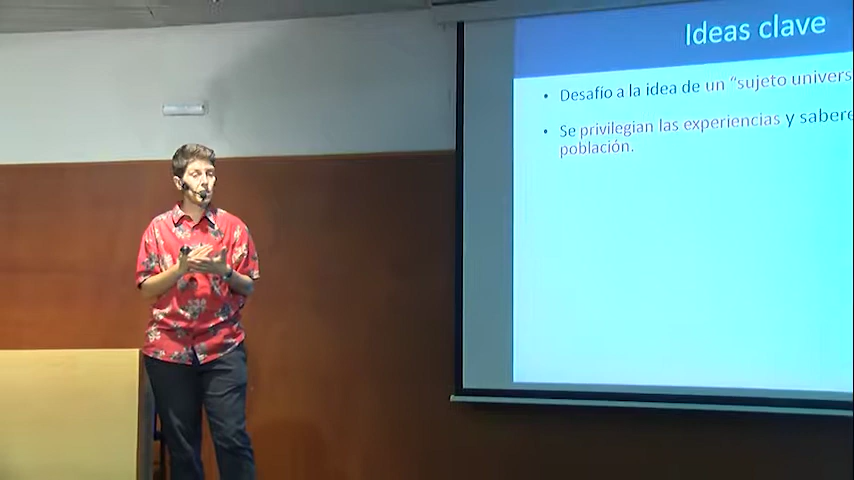 Ideas clave
• Desafío a la idea de un “sujeto univers
• Se privilegian las experiencias y sabere
población.